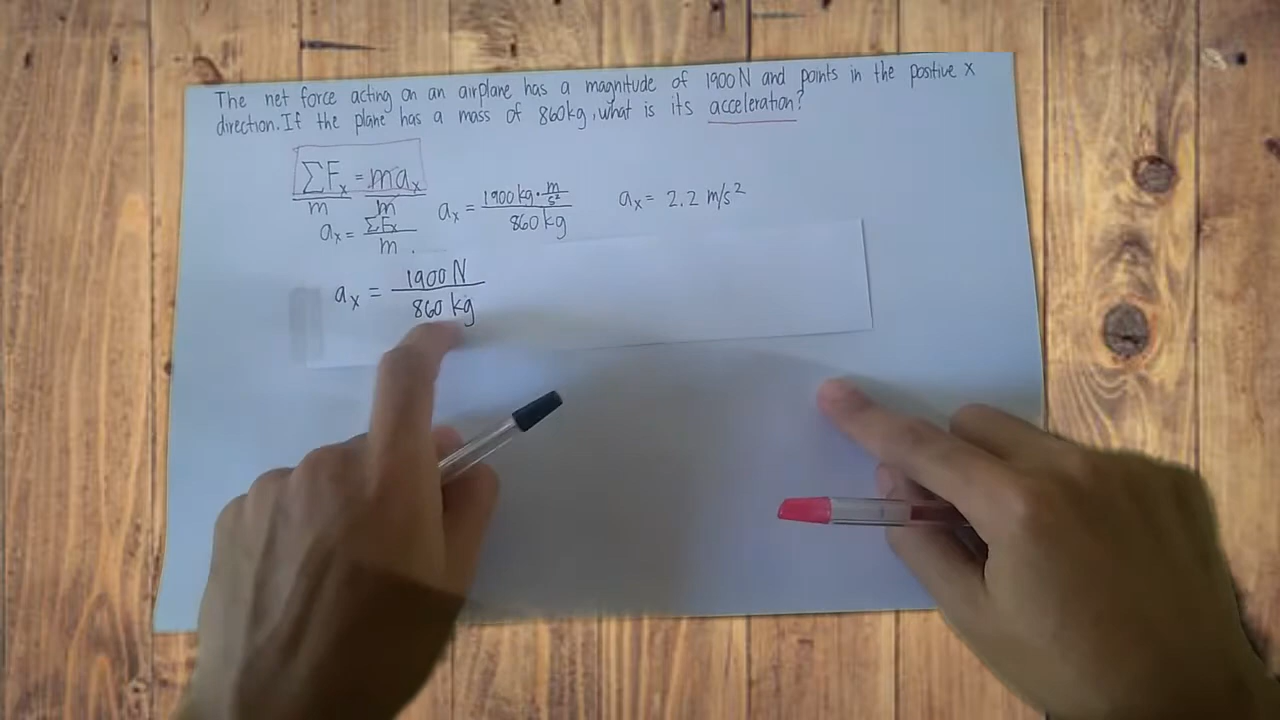 The net force acting on an airplane has a magnitude of 1900 N and points in the positive x
direction. If the plane has a mass of 860kg, what is its acceleration?
ΣFx = max
m m
ax = ΣFx / m
ax = 1900 kg · m/s² / 860 kg
ax = 2.2 m/s²
ax = 1900 N / 860 kg